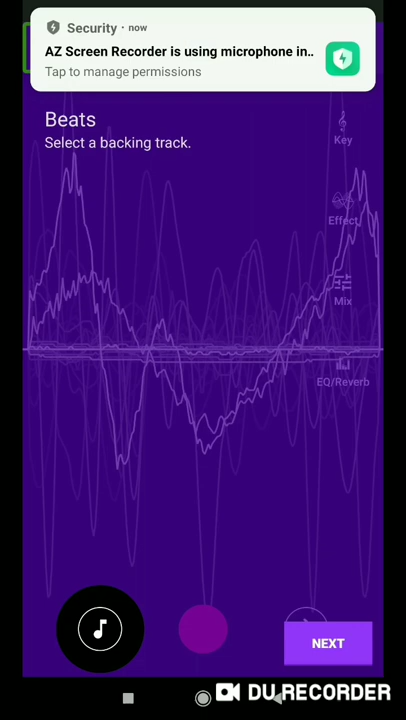 Security · now
AZ Screen Recorder is using microphone in..
Tap to manage permissions
Beats
Select a backing track.
Key
Effect
Mix
EQ/Reverb
NEXT
DU RECORDER